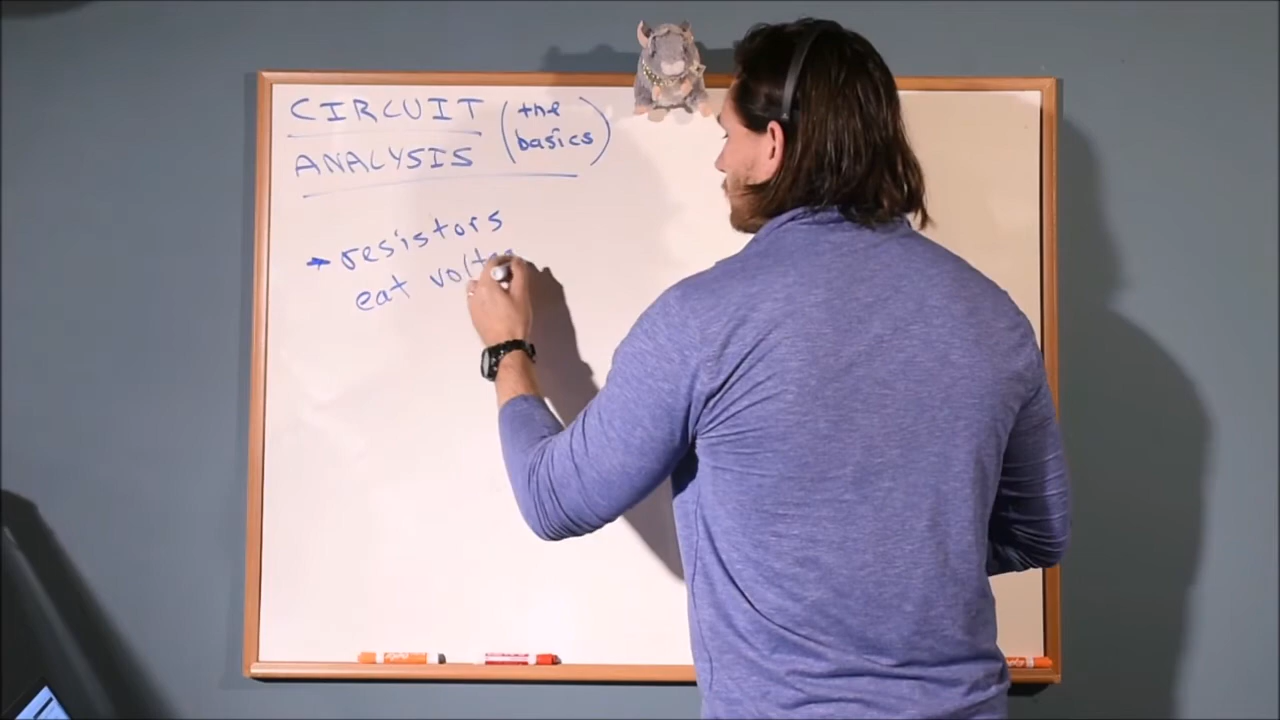 CIRCUIT (the
ANALYSIS basics)
→ resistors
eat